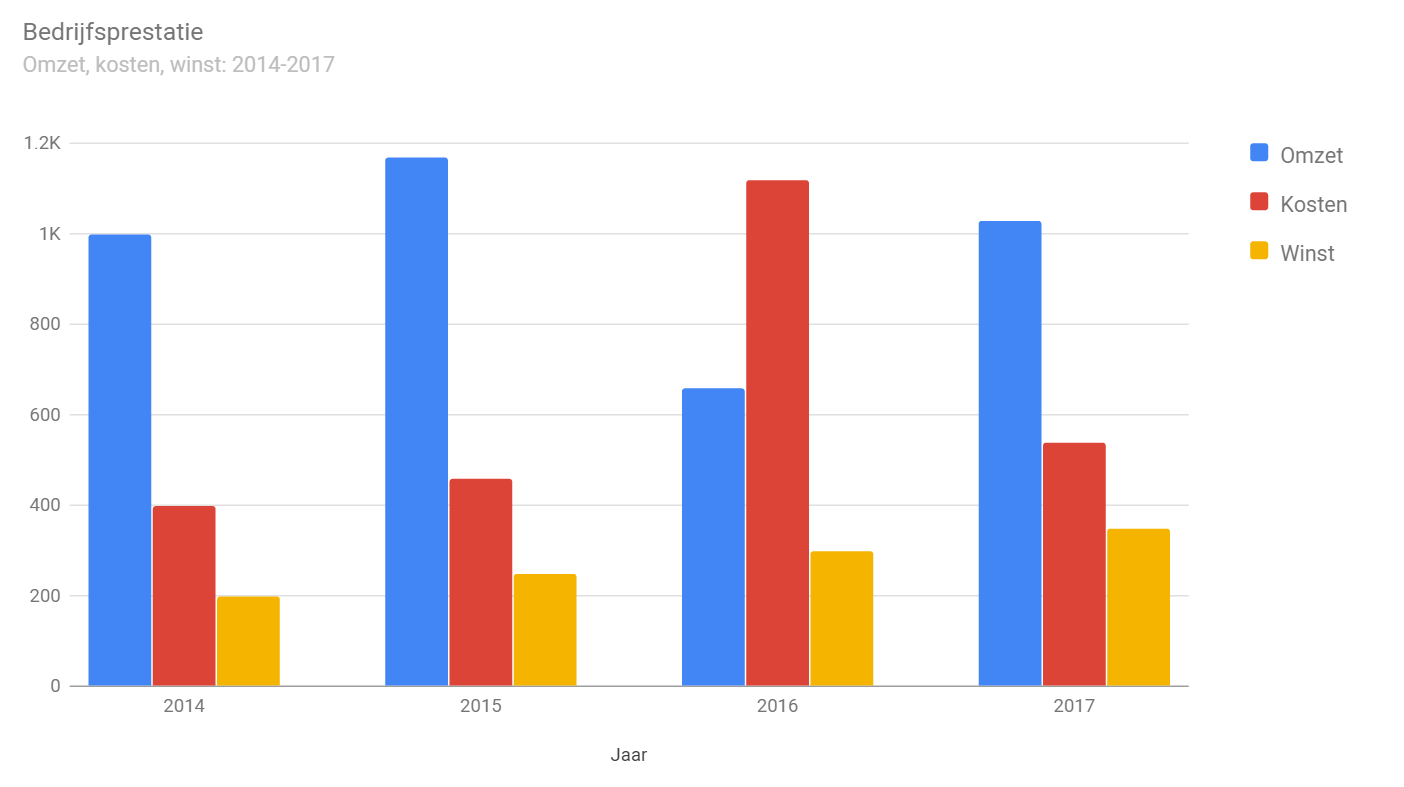 Bedrijfsprestatie
Omzet, kosten, winst: 2014-2017
1.2K
1K
800
600
400
200
0
2014
2015
2016
2017
Jaar
Omzet
Kosten
Winst